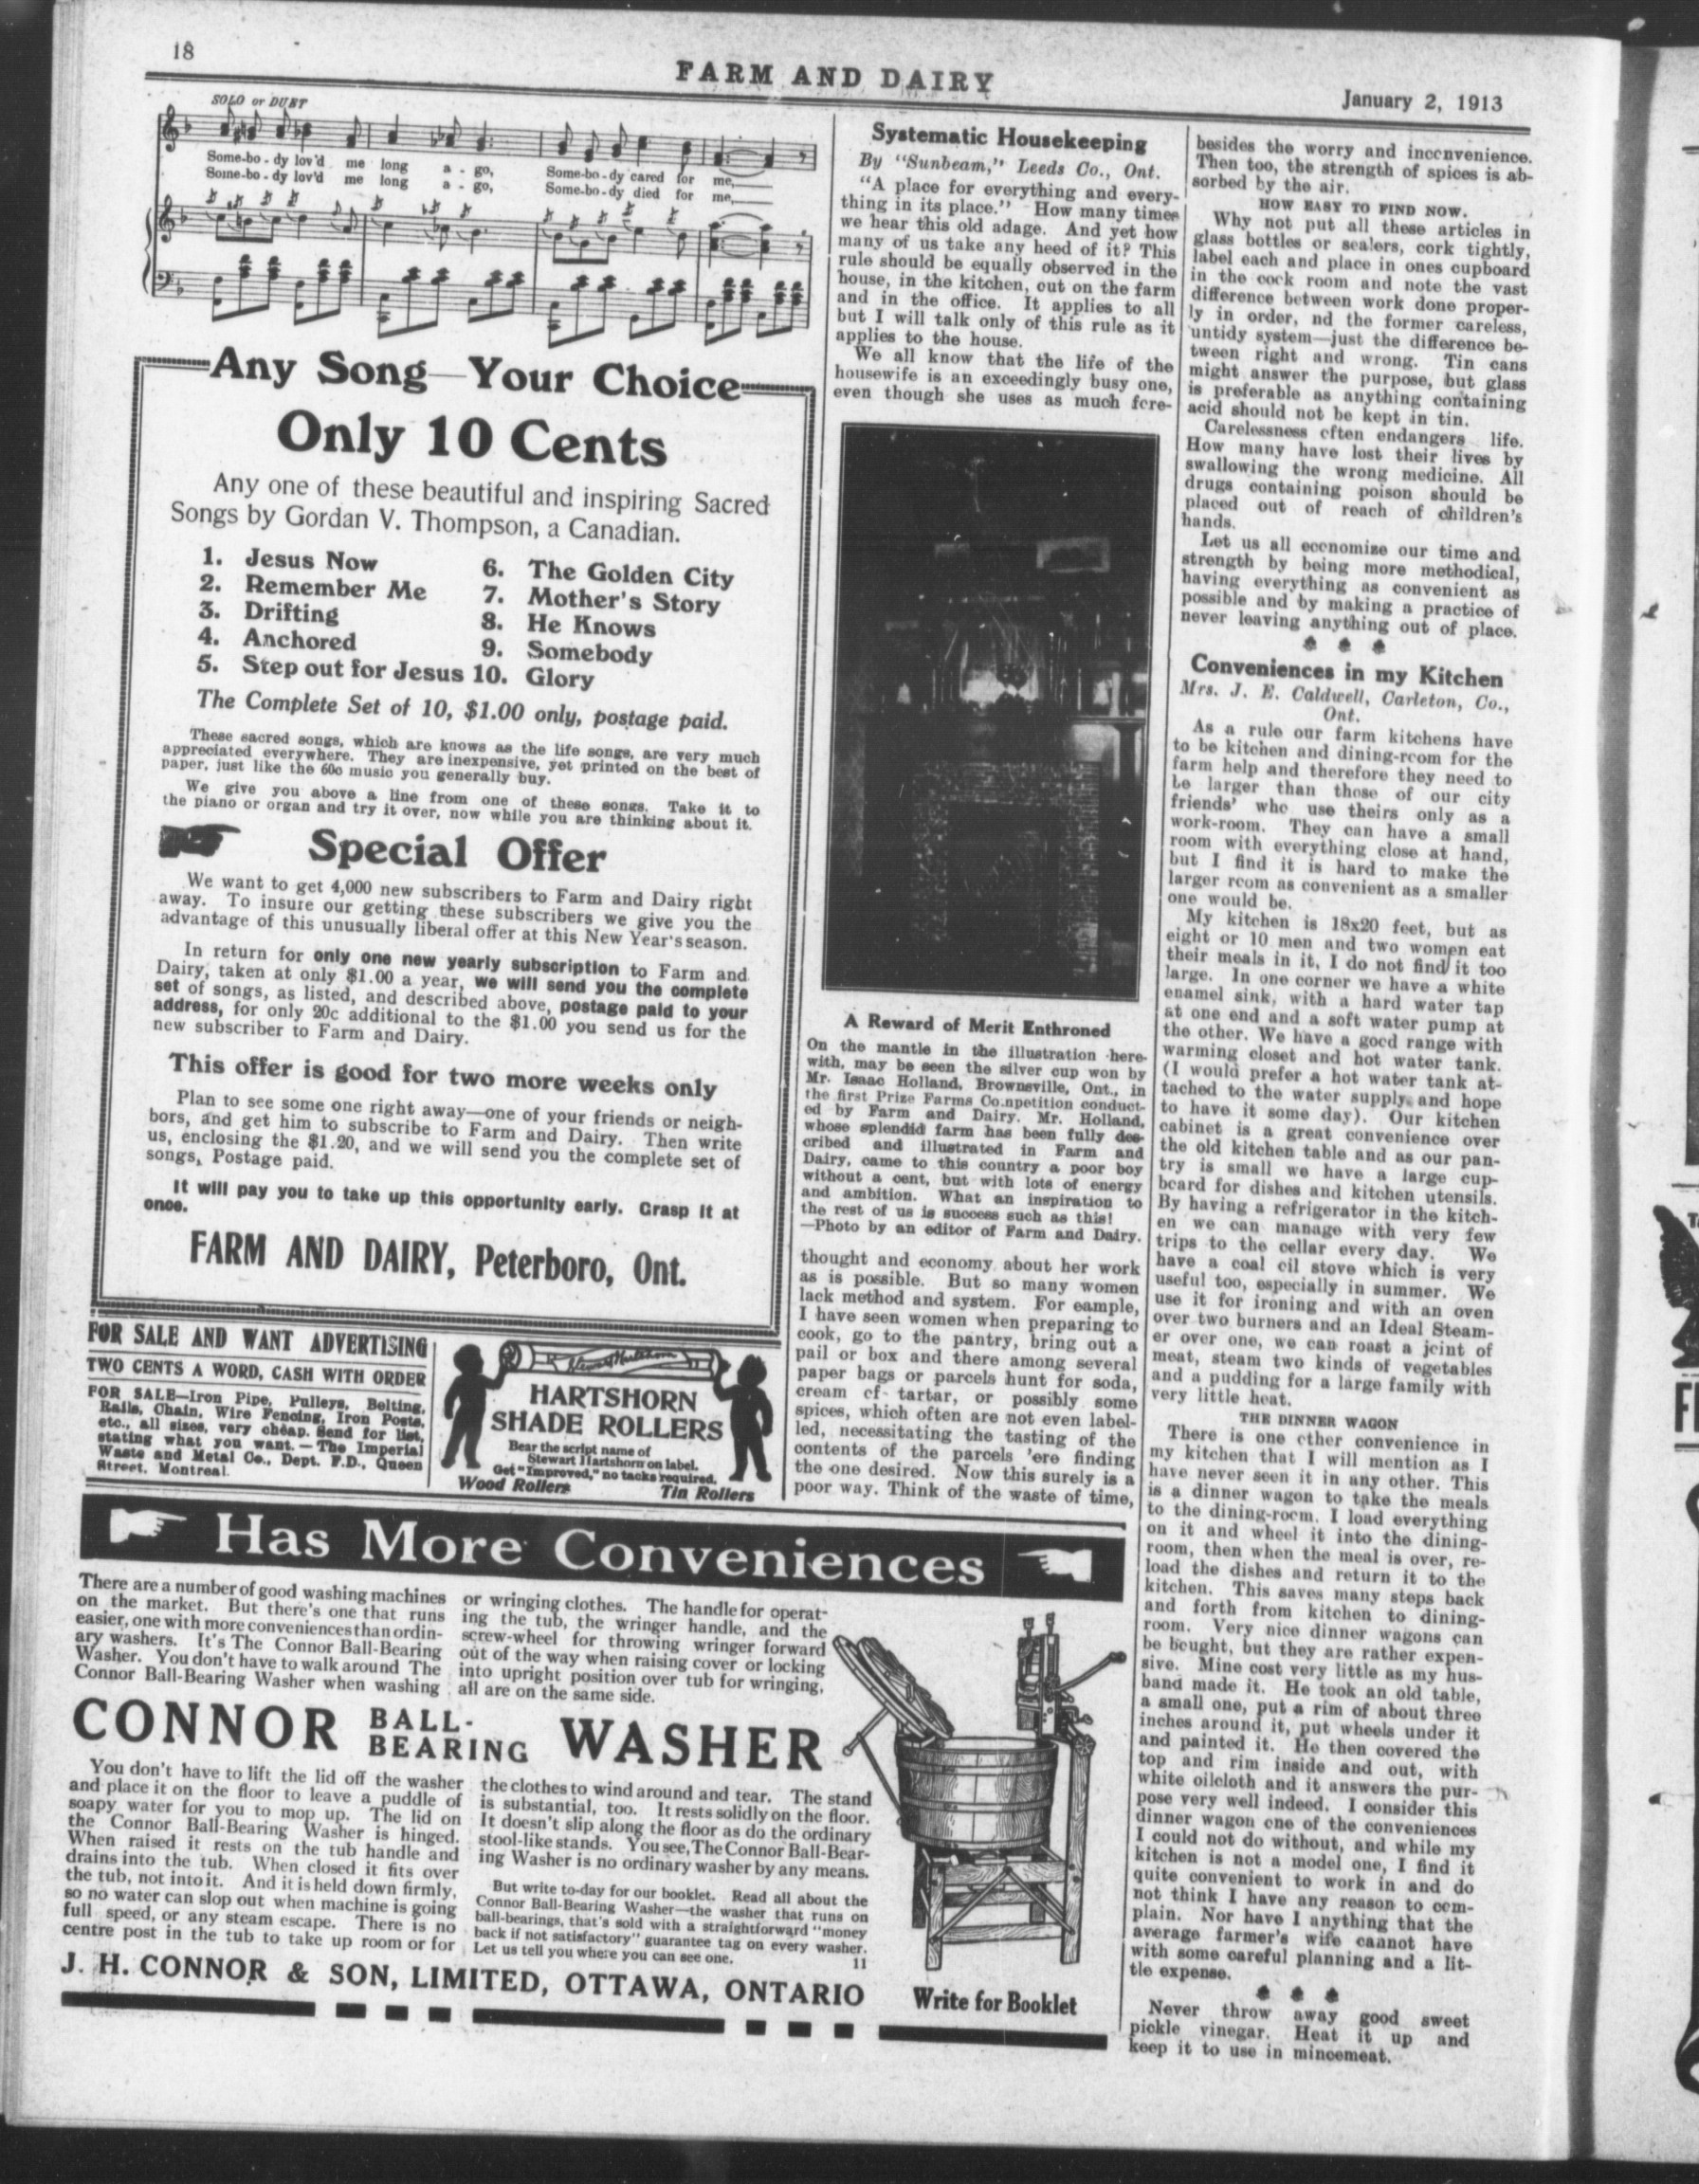 18
FARM AND DAIRY
January 2, 1913
SOLO or DUET
Some-bo-dy lov'd me long a-go, Some-bo-dy cared for me,
Some-bo-dy lov'd me long a-go, Some-bo-dy died for me,
Any Song—Your Choice
Only 10 Cents
Any one of these beautiful and inspiring Sacred
Songs by Gordan V. Thompson, a Canadian.
1. Jesus Now
2. Remember Me
3. Drifting
4. Anchored
5. Step out for Jesus
6. The Golden City
7. Mother's Story
8. He Knows
9. Somebody
10. Glory
The Complete Set of 10, $1.00 only, postage paid.
These sacred songs, which are knows as the life songs, are very much
appreciated everywhere. They are inexpensive, yet printed on the best of
paper, just like the 60c music you generally buy.
We give you above a line from one of these songs. Take it to
the piano or organ and try it over, now while you are thinking about it.
Special Offer
We want to get 4,000 new subscribers to Farm and Dairy right
away. To insure our getting these subscribers we give you the
advantage of this unusually liberal offer at this New Year's season.
In return for only one new yearly subscription to Farm and
Dairy, taken at only $1.00 a year, we will send you the complete
set of songs, as listed, and described above, postage paid to your
address, for only 20c additional to the $1.00 you send us for the
new subscriber to Farm and Dairy.
This offer is good for two more weeks only
Plan to see some one right away—one of your friends or neigh-
bors, and get him to subscribe to Farm and Dairy. Then write
us, enclosing the $1.20, and we will send you the complete set of
songs, Postage paid.
It will pay you to take up this opportunity early. Grasp it at
once.
FARM AND DAIRY, Peterboro, Ont.
FOR SALE AND WANT ADVERTISING
TWO CENTS A WORD, CASH WITH ORDER
FOR SALE—Iron Pipe, Pulleys, Belting,
Rails, Chain, Wire Fencing, Iron Posts,
etc., all sizes, very cheap. Send for list,
stating what you want.—The Imperial
Waste and Metal Co., Dept. F.D., Queen
Street, Montreal.
Stewart Hartshorn
HARTSHORN
SHADE ROLLERS
Bear the script name of
Stewart Hartshorn on label.
Get "Improved," no tacks required.
Wood Rollers Tin Rollers
Systematic Housekeeping
By "Sunbeam," Leeds Co., Ont.
"A place for everything and every-
thing in its place." How many times
we hear this old adage. And yet how
many of us take any heed of it? This
rule should be equally observed in the
house, in the kitchen, out on the farm
and in the office. It applies to all
but I will talk only of this rule as it
applies to the house.
We all know that the life of the
housewife is an exceedingly busy one,
even though she uses as much fore-
A Reward of Merit Enthroned
On the mantle in the illustration here-
with, may be seen the silver cup won by
Mr. Isaac Holland, Brownsville, Ont., in
the first Prize Farms Competition conduct-
ed by Farm and Dairy. Mr. Holland,
whose splendid farm has been fully des-
cribed and illustrated in Farm and
Dairy, came to this country a poor boy
without a cent, but with lots of energy
and ambition. What an inspiration to
the rest of us is success such as this!
—Photo by an editor of Farm and Dairy.
thought and economy about her work
as is possible. But so many women
lack method and system. For eample,
I have seen women when preparing to
cook, go to the pantry, bring out a
pail or box and there among several
paper bags or parcels hunt for soda,
cream of tartar, or possibly some
spices, which often are not even label-
led, necessitating the tasting of the
contents of the parcels 'ere finding
the one desired. Now this surely is a
poor way. Think of the waste of time,
besides the worry and inconvenience.
Then too, the strength of spices is ab-
sorbed by the air.
HOW EASY TO FIND NOW.
Why not put all these articles in
glass bottles or sealers, cork tightly,
label each and place in ones cupboard
in the cook room and note the vast
difference between work done proper-
ly in order, nd the former careless,
untidy system—just the difference be-
tween right and wrong. Tin cans
might answer the purpose, but glass
is preferable as anything containing
acid should not be kept in tin.
Carelessness often endangers life.
How many have lost their lives by
swallowing the wrong medicine. All
drugs containing poison should be
placed out of reach of children's
hands.
Let us all economize our time and
strength by being more methodical,
having everything as convenient as
possible and by making a practice of
never leaving anything out of place.
Conveniences in my Kitchen
Mrs. J. E. Caldwell, Carleton, Co.,
Ont.
As a rule our farm kitchens have
to be kitchen and dining-room for the
farm help and therefore they need to
be larger than those of our city
friends' who use theirs only as a
work-room. They can have a small
room with everything close at hand,
but I find it is hard to make the
larger room as convenient as a smaller
one would be.
My kitchen is 18x20 feet, but as
eight or 10 men and two women eat
their meals in it, I do not find it too
large. In one corner we have a white
enamel sink, with a hard water tap
at one end and a soft water pump at
the other. We have a good range with
warming closet and hot water tank.
(I would prefer a hot water tank at-
tached to the water supply and hope
to have it some day). Our kitchen
cabinet is a great convenience over
the old kitchen table and as our pan-
try is small we have a large cup-
board for dishes and kitchen utensils.
By having a refrigerator in the kitch-
en we can manage with very few
trips to the cellar every day. We
have a coal oil stove which is very
useful too, especially in summer. We
use it for ironing and with an oven
over two burners and an Ideal Steam-
er over one, we can roast a joint of
meat, steam two kinds of vegetables
and a pudding for a large family with
very little heat.
THE DINNER WAGON
There is one other convenience in
my kitchen that I will mention as I
have never seen it in any other. This
is a dinner wagon to take the meals
to the dining-room. I load everything
on it and wheel it into the dining-
room, then when the meal is over, re-
load the dishes and return it to the
kitchen. This saves many steps back
and forth from kitchen to dining-
room. Very nice dinner wagons can
be bought, but they are rather expen-
sive. Mine cost very little as my hus-
band made it. He took an old table,
a small one, put a rim of about three
inches around it, put wheels under it
and painted it. He then covered the
top and rim inside and out, with
white oilcloth and it answers the pur-
pose very well indeed. I consider this
dinner wagon one of the conveniences
I could not do without, and while my
kitchen is not a model one, I find it
quite convenient to work in and do
not think I have any reason to com-
plain. Nor have I anything that the
average farmer's wife cannot have
with some careful planning and a lit-
tle expense.
Never throw away good sweet
pickle vinegar. Heat it up and
keep it to use in mincemeat.
Has More Conveniences
There are a number of good washing machines
on the market. But there's one that runs
easier, one with more conveniences than ordin-
ary washers. It's The Connor Ball-Bearing
Washer. You don't have to walk around The
Connor Ball-Bearing Washer when washing
or wringing clothes. The handle for operat-
ing the tub, the wringer handle, and the
screw-wheel for throwing wringer forward
out of the way when raising cover or locking
into upright position over tub for wringing,
all are on the same side.
CONNOR BALL-BEARING WASHER
You don't have to lift the lid off the washer
and place it on the floor to leave a puddle of
soapy water for you to mop up. The lid on
the Connor Ball-Bearing Washer is hinged.
When raised it rests on the tub handle and
drains into the tub. When closed it fits over
the tub, not into it. And it is held down firmly,
so no water can slop out when machine is going
full speed, or any steam escape. There is no
centre post in the tub to take up room or for
the clothes to wind around and tear. The stand
is substantial, too. It rests solidly on the floor.
It doesn't slip along the floor as do the ordinary
stool-like stands. You see, The Connor Ball-Bear-
ing Washer is no ordinary washer by any means.
But write to-day for our booklet. Read all about the
Connor Ball-Bearing Washer—the washer that runs on
ball-bearings, that's sold with a straightforward "money
back if not satisfactory" guarantee tag on every washer.
Let us tell you where you can see one. 11
J. H. CONNOR & SON, LIMITED, OTTAWA, ONTARIO
Write for Booklet